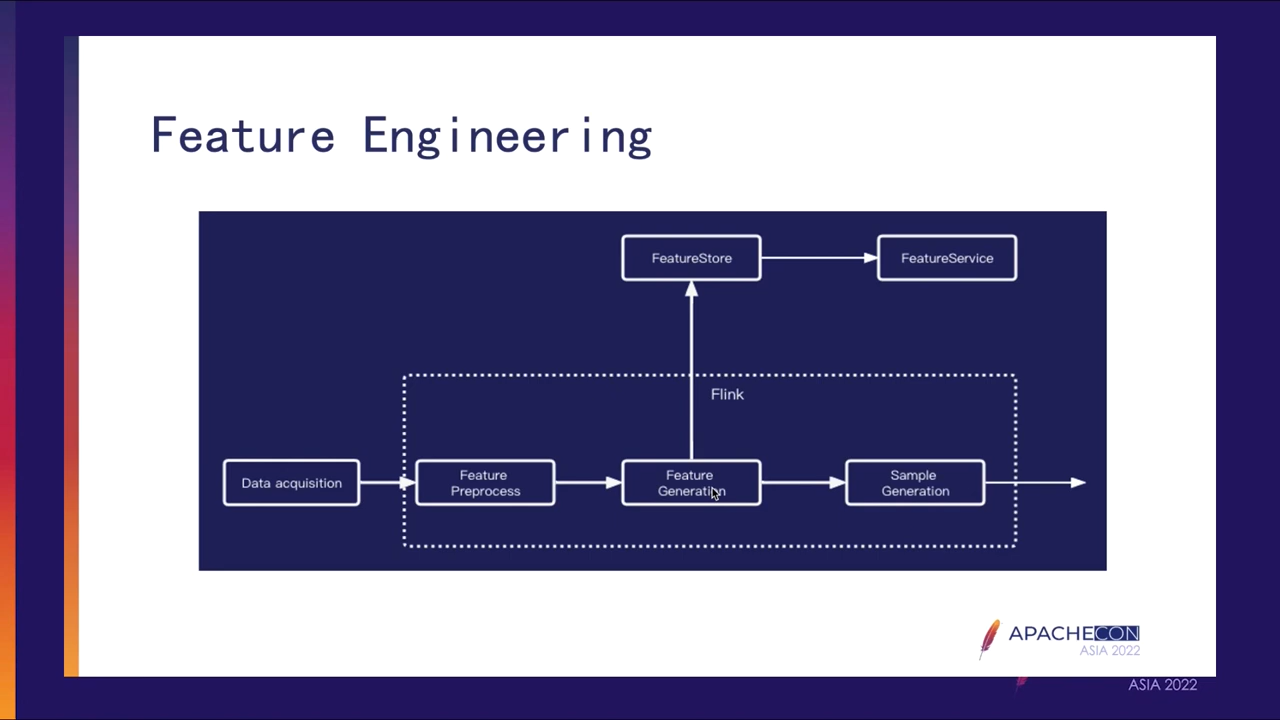 Feature Engineering
FeatureStore
FeatureService
Flink
Data acquisition
Feature
Preprocess
Feature
Generation
Sample
Generation
APACHECON
ASIA 2022
ASIA 2022